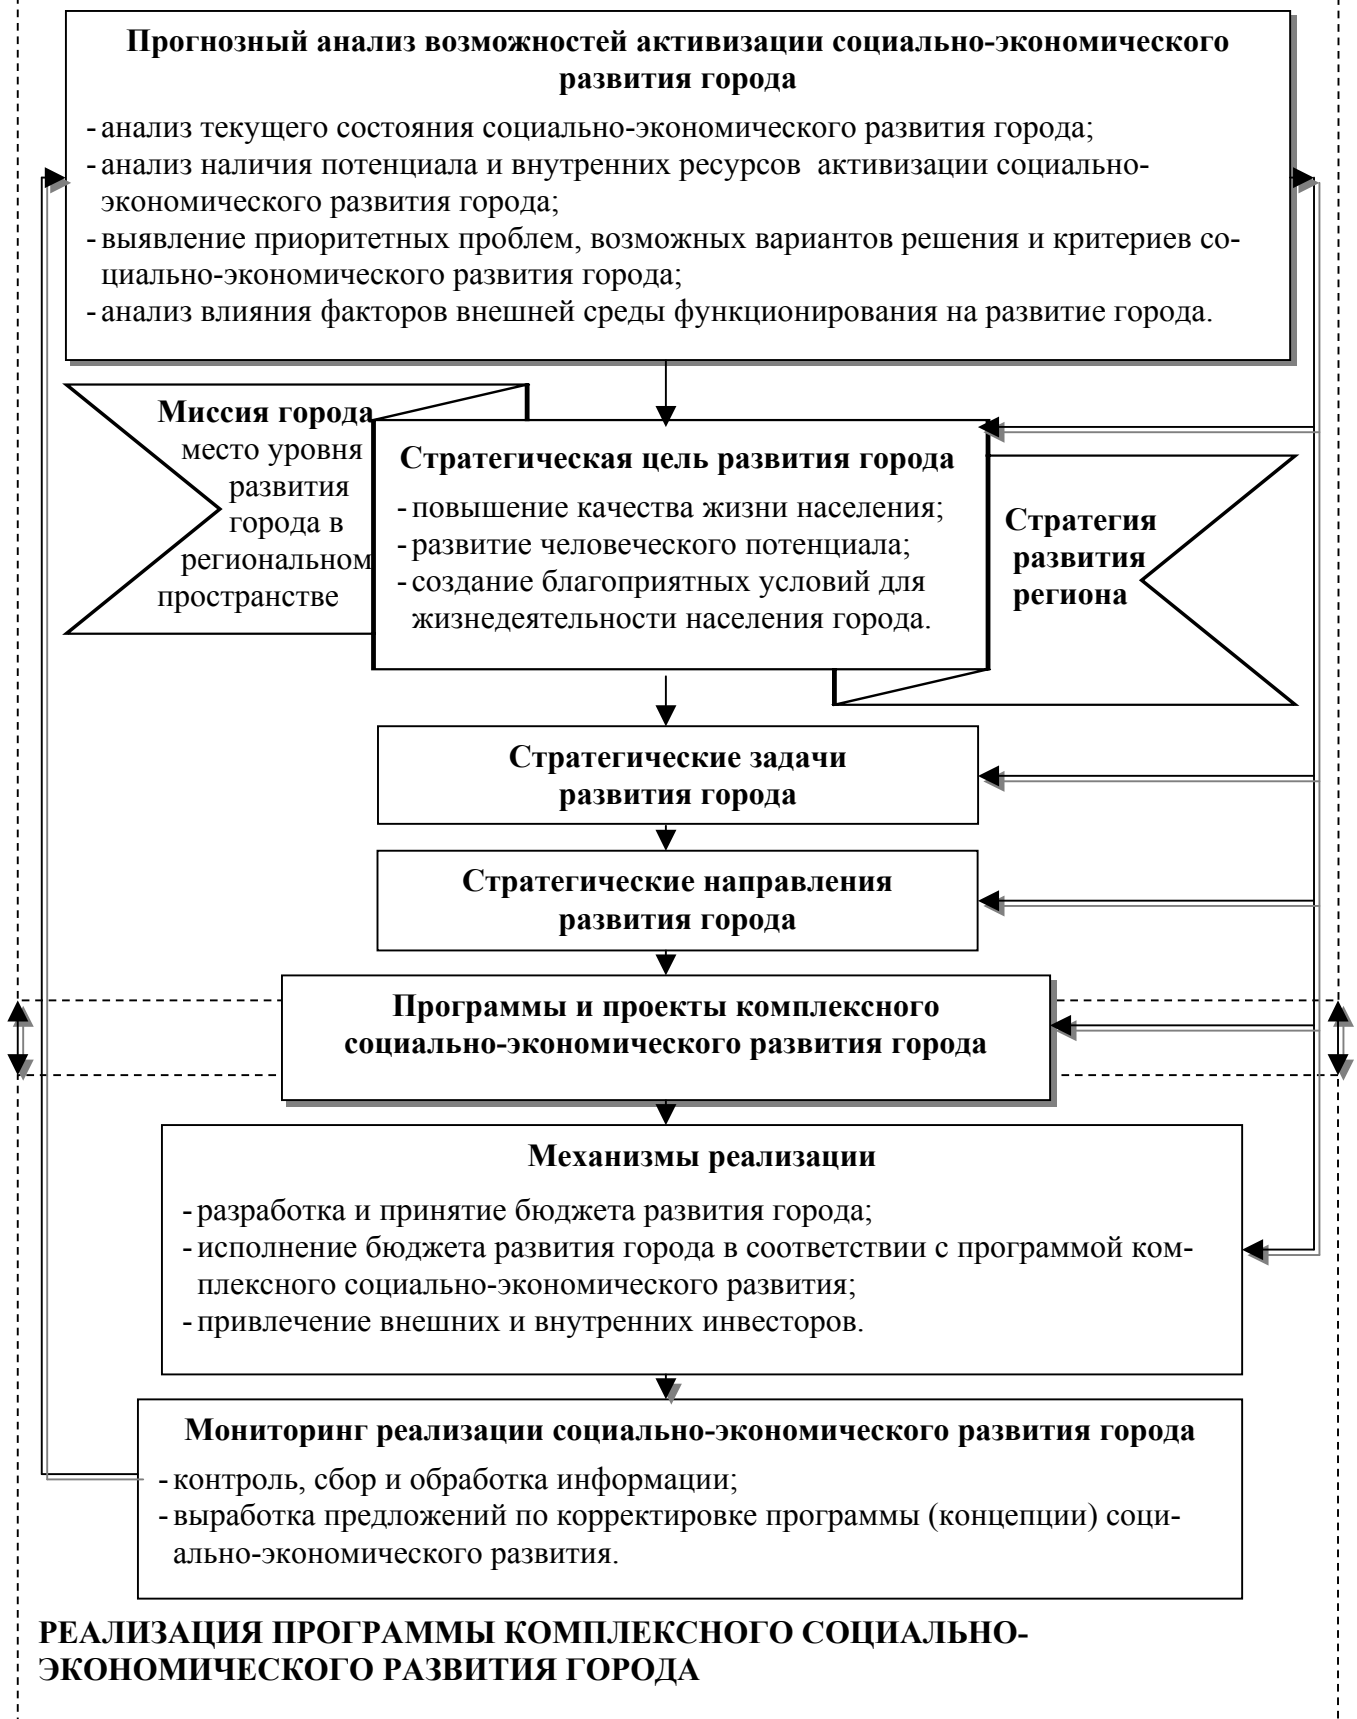 Прогнозный анализ возможностей активизации социально-экономического
развития города
- анализ текущего состояния социально-экономического развития города;
- анализ наличия потенциала и внутренних ресурсов активизации социально-
экономического развития города;
- выявление приоритетных проблем, возможных вариантов решения и критериев со-
циально-экономического развития города;
- анализ влияния факторов внешней среды функционирования на развитие города.
Миссия города
место уровня
развития
города в
региональном
пространстве
Стратегическая цель развития города
- повышение качества жизни населения;
- развитие человеческого потенциала;
- создание благоприятных условий для
жизнедеятельности населения города.
Стратегия
развития
региона
Стратегические задачи
развития города
Стратегические направления
развития города
Программы и проекты комплексного
социально-экономического развития города
Механизмы реализации
- разработка и принятие бюджета развития города;
- исполнение бюджета развития города в соответствии с программой ком-
плексного социально-экономического развития;
- привлечение внешних и внутренних инвесторов.
Мониторинг реализации социально-экономического развития города
- контроль, сбор и обработка информации;
- выработка предложений по корректировке программы (концепции) соци-
ально-экономического развития.
РЕАЛИЗАЦИЯ ПРОГРАММЫ КОМПЛЕКСНОГО СОЦИАЛЬНО-
ЭКОНОМИЧЕСКОГО РАЗВИТИЯ ГОРОДА